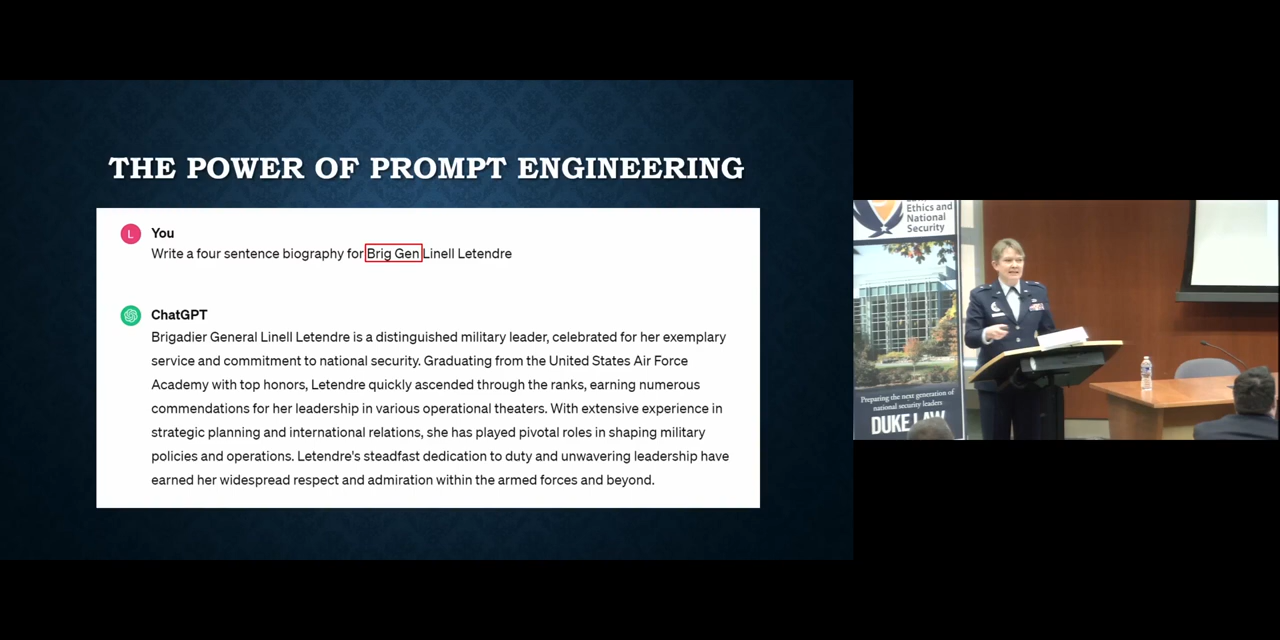 THE POWER OF PROMPT ENGINEERING
L
You
Write a four sentence biography for Brig Gen Linell Letendre
ChatGPT
Brigadier General Linell Letendre is a distinguished military leader, celebrated for her exemplary
service and commitment to national security. Graduating from the United States Air Force
Academy with top honors, Letendre quickly ascended through the ranks, earning numerous
commendations for her leadership in various operational theaters. With extensive experience in
strategic planning and international relations, she has played pivotal roles in shaping military
policies and operations. Letendre's steadfast dedication to duty and unwavering leadership have
earned her widespread respect and admiration within the armed forces and beyond.
Ethics and
National
Security
Preparing the next generation of
national security leaders
DUKE LAW